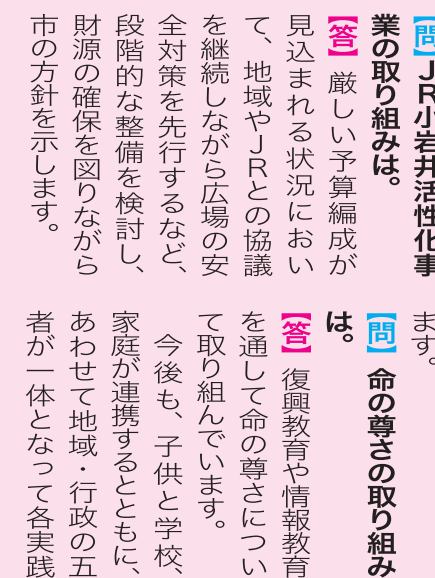 【問】ＪＲ小岩井活性化事
業の取り組みは。
【答】厳しい予算編成が
見込まれる状況におい
て、地域やＪＲとの協議
を継続しながら広場の安
全対策を先行するなど、
段階的な整備を検討し、
財源の確保を図りながら
市の方針を示します。
ます。
【問】命の尊さの取り組み
は。
【答】復興教育や情報教育
を通して命の尊さについ
て取り組んでいます。
今後も、子供と学校、
家庭が連携するとともに、
あわせて地域・行政の五
者が一体となって各実践